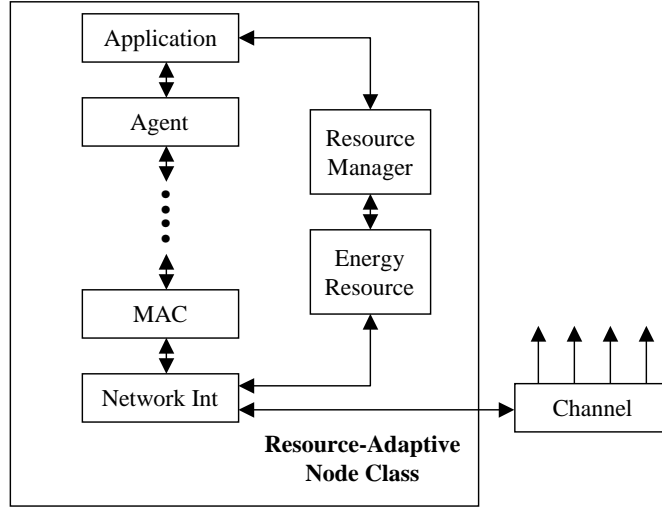 Application
Agent
Resource
Manager
Energy
Resource
MAC
Network Int
Channel
Resource-Adaptive
Node Class